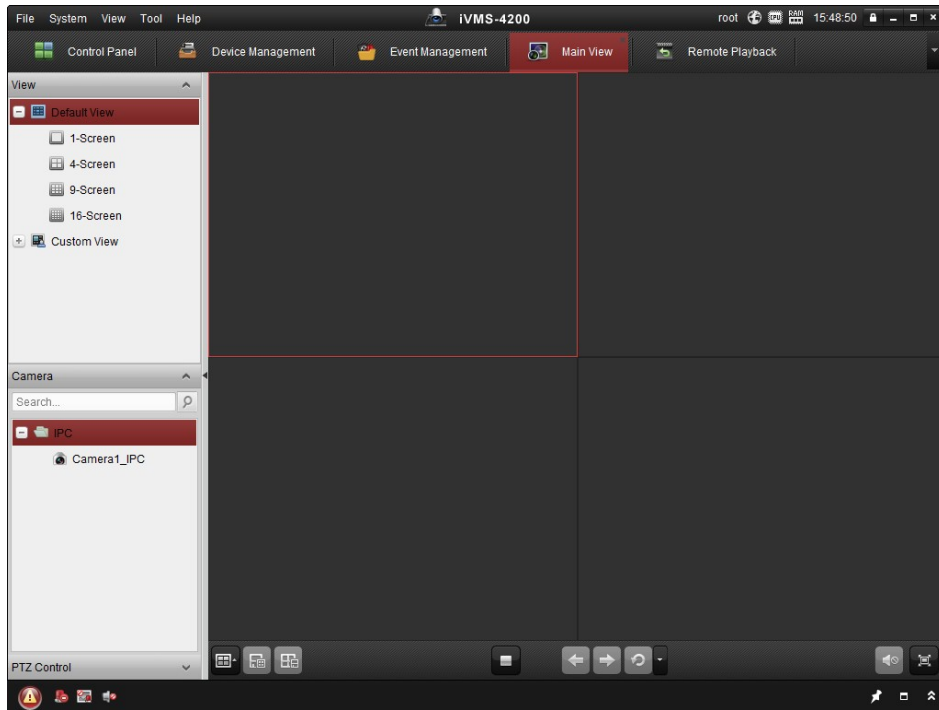 File System View Tool Help iVMS-4200 root CPU RAM 15:48:50
Control Panel Device Management Event Management Main View Remote Playback
View
Default View
1-Screen
4-Screen
9-Screen
16-Screen
Custom View
Camera
Search...
IPC
Camera1_IPC
PTZ Control